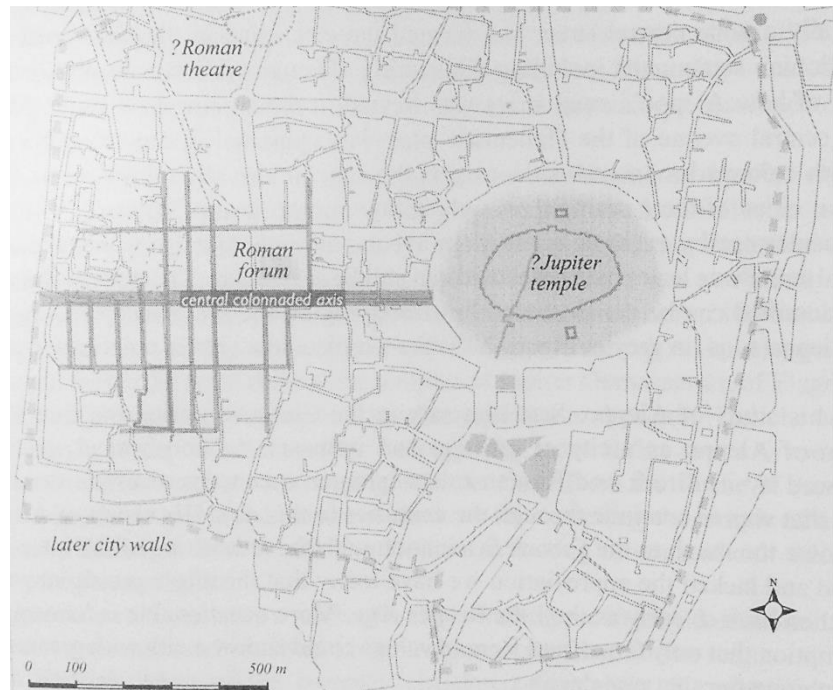 ?Roman
theatre
Roman
forum
?Jupiter
temple
central colonnaded axis
later city walls
N
0 100 500 m